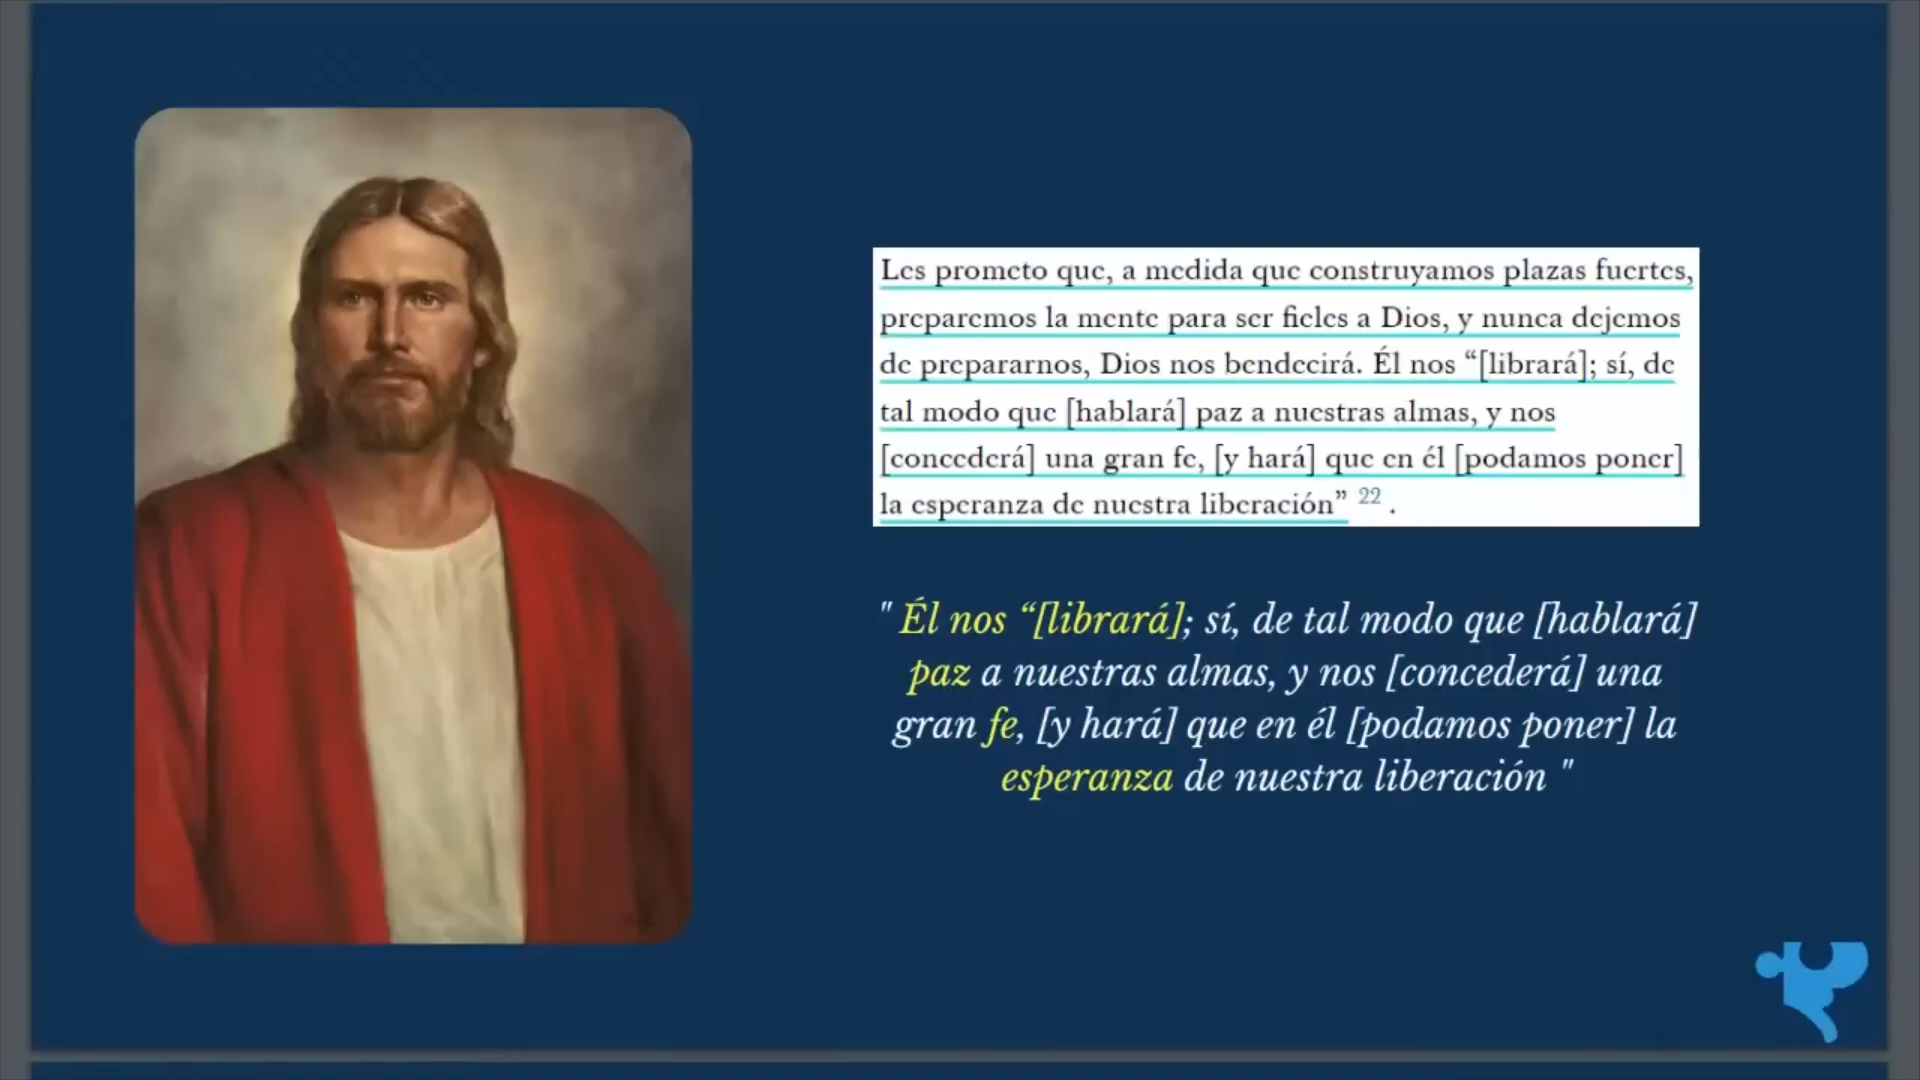 Les prometo que, a medida que construyamos plazas fuertes,
preparemos la mente para ser fieles a Dios, y nunca dejemos
de prepararnos, Dios nos bendecirá. Él nos “[librará]; sí, de
tal modo que [hablará] paz a nuestras almas, y nos
[concederá] una gran fe, [y hará] que en él [podamos poner]
la esperanza de nuestra liberación” 22 .
" Él nos “[librará]; sí, de tal modo que [hablará]
paz a nuestras almas, y nos [concederá] una
gran fe, [y hará] que en él [podamos poner] la
esperanza de nuestra liberación "